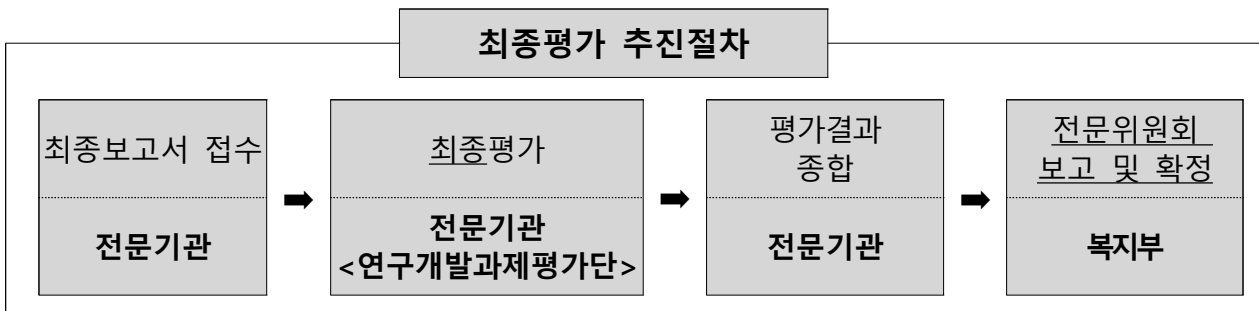 최종평가 추진절차
최종보고서 접수
전문기관
최종평가
전문기관
<연구개발과제평가단>
평가결과
종합
전문기관
전문위원회
보고 및 확정
복지부